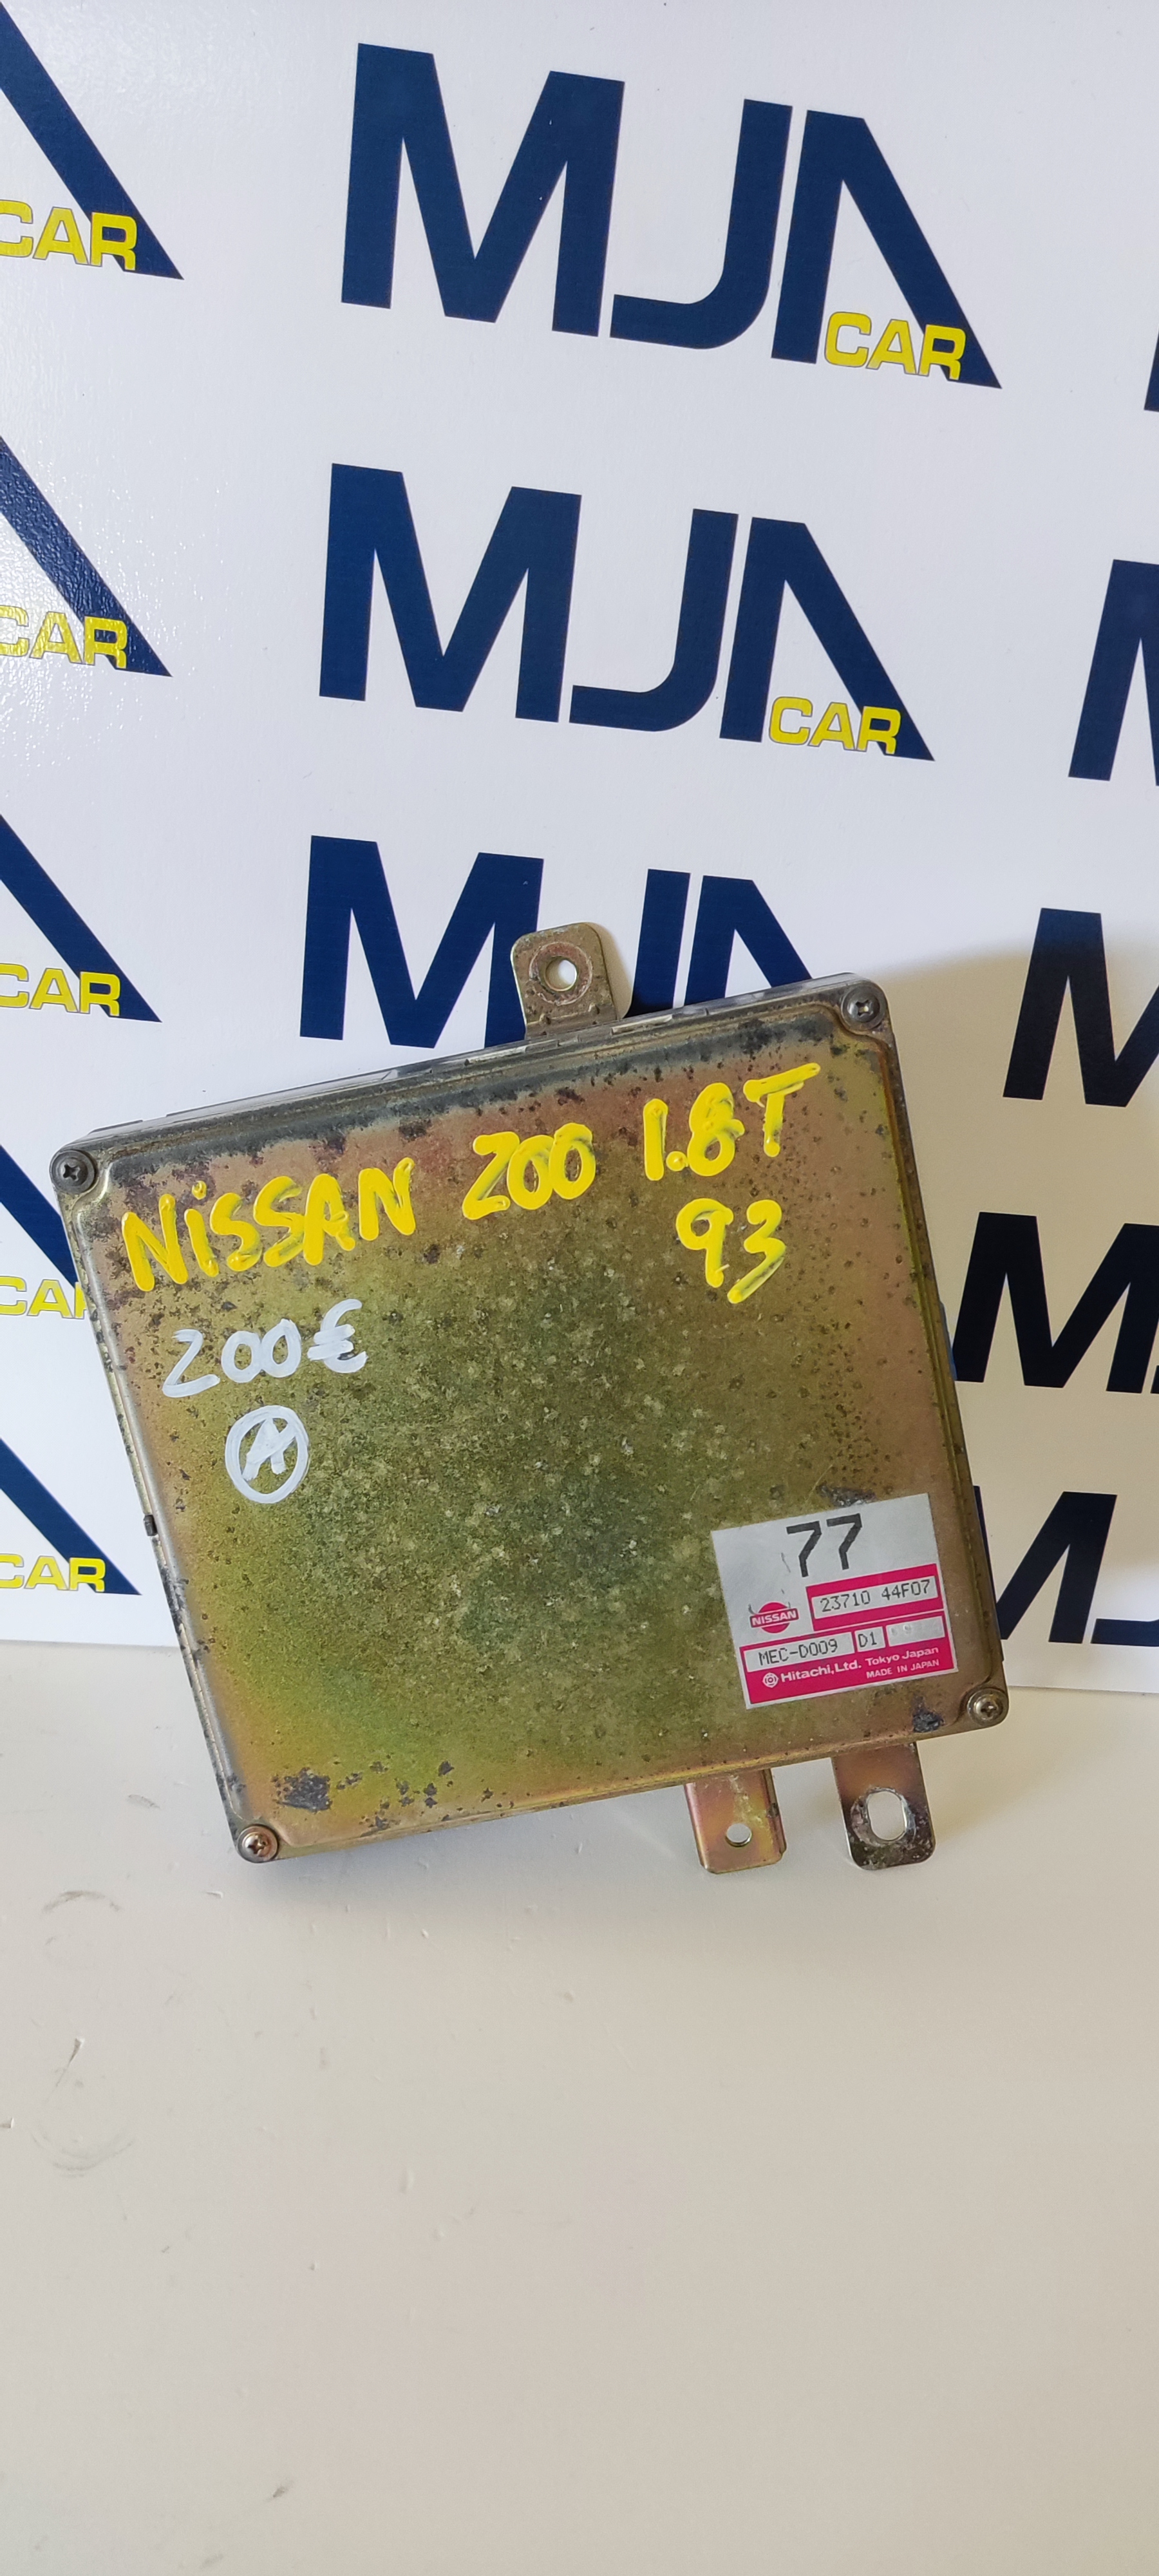 CAR
MJA
CAR
CAR
MJA
CAR
CAR
MJA
CAR
CAR
NiSSAN 200 1.8T
93
200€
A
77
NISSAN
23710 44F07
MEC-D009 D1
Hitachi, Ltd. Tokyo Japan
MADE IN JAPAN